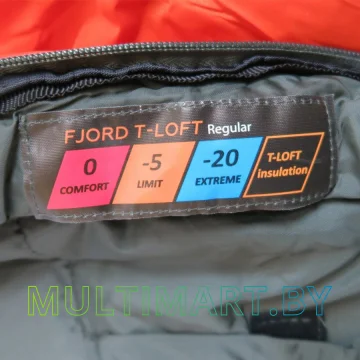 FJORD T-LOFT Regular
0 -5 -20 T-LOFT
COMFORT LIMIT EXTREME insulation
MULTIMART.BY